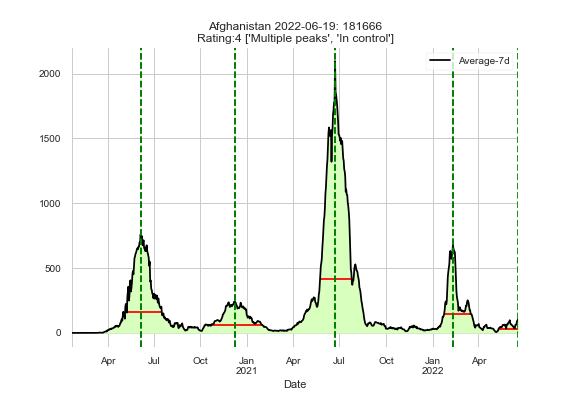 Afghanistan 2022-06-19: 181666
Rating:4 ['Multiple peaks', 'In control']
Average-7d
2000
1500
1000
500
0
Apr Jul Oct Jan Apr Jul Oct Jan Apr
2021 2022
Date